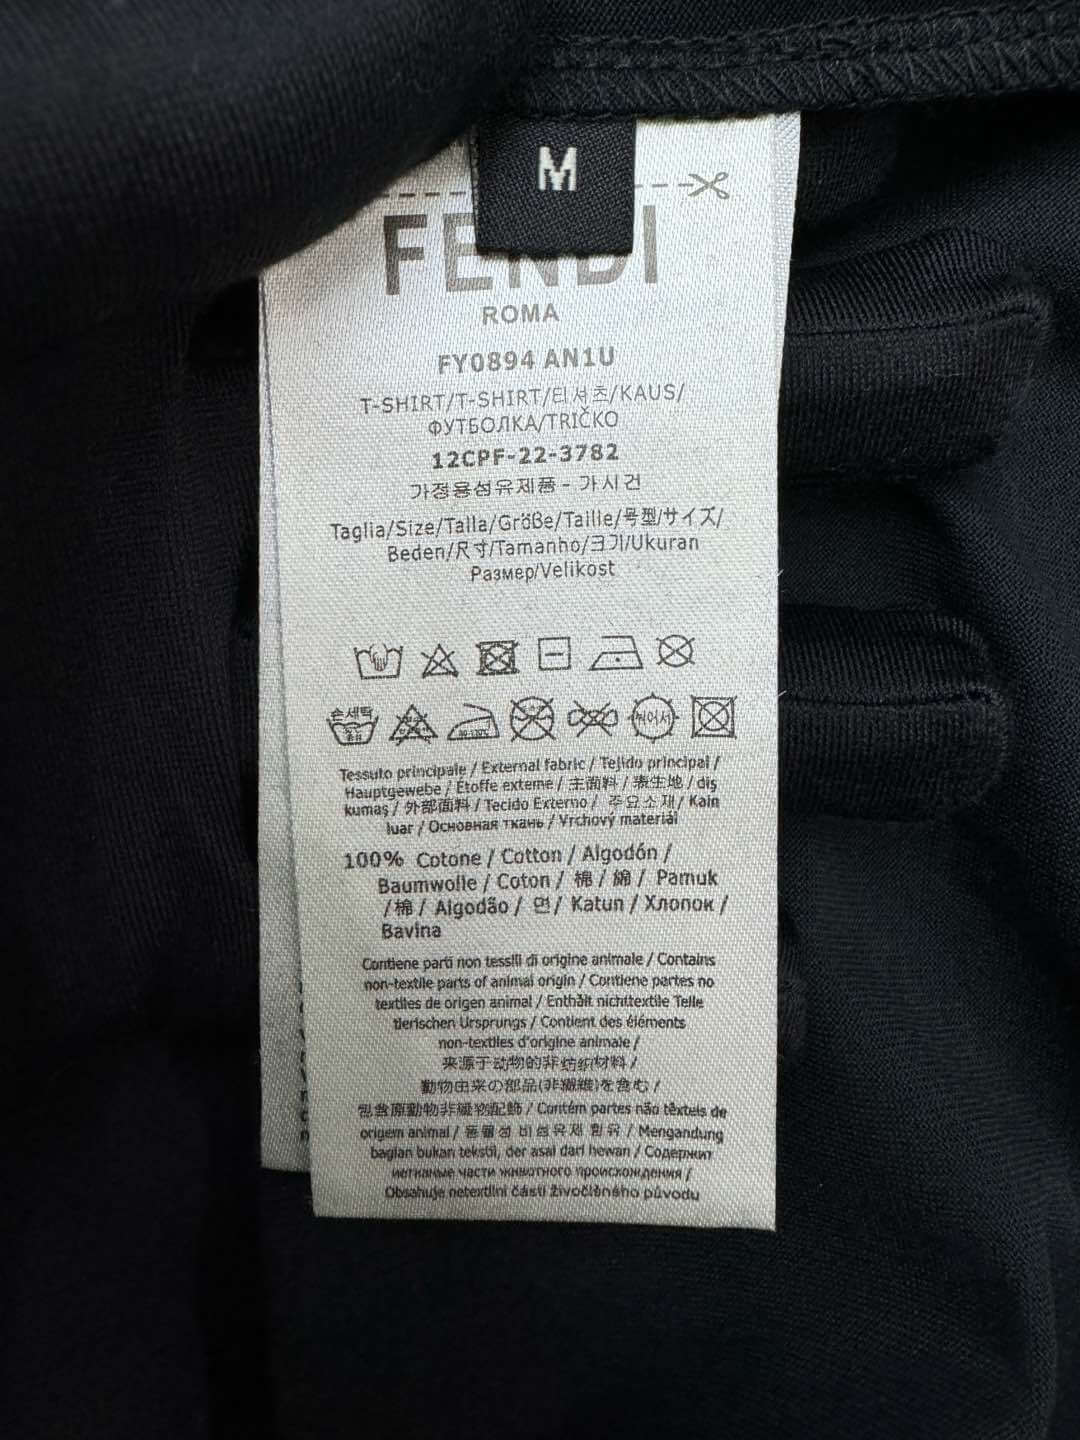 M
FENDI
ROMA
FY0894 AN1U
T-SHIRT/T-SHIRT/티셔츠/KAUS/
ФУТБОЛКА/TRIČKO
12CPF-22-3782
가정용섬유제품 - 가시건
Taglia/Size/Talla/Größe/Taille/号型/サイズ/
Beden/尺寸/Tamanho/크기/Ukuran
Размер/Velikost
손세탁
Tessuto principale / External fabric / Tejido principal /
Hauptgewebe / Étoffe externe / 主面料 / 表生地 / dış
kumaş / 外部面料 / Tecido Externo / 주요소재 / Kain
luar / Основная ткань / Vrchový materiál
100% Cotone / Cotton / Algodón /
Baumwolle / Coton / 棉 / 綿 / Pamuk
/ 棉 / Algodão / 면 / Katun / Хлопок /
Bavina
Contiene parti non tessili di origine animale / Contains
non-textile parts of animal origin / Contiene partes no
textiles de origen animal / Enthält nichttextile Teile
tierischen Ursprungs / Contient des éléments
non-textiles d'origine animale /
来源于动物的非纺织材料 /
動物由来の部品(非繊維)を含む /
包含原動物非纖物配飾 / Contém partes não têxteis de
origem animal / 동물성 비섬유제 함유 / Mengandung
bagian bukan tekstil, der asal dari hewan / Содержит
неткание части животного происхождения /
Obsahuje netextilní části živočišného původu